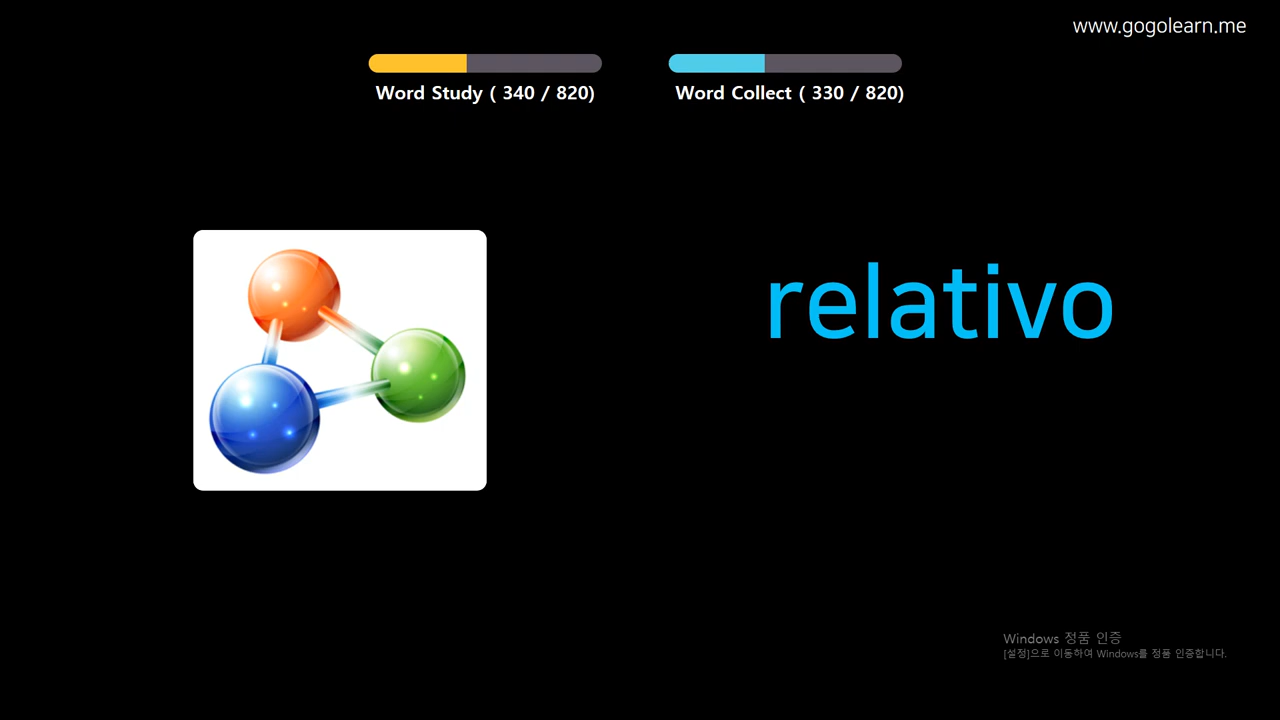 www.gogolearn.me
Word Study ( 340 / 820)
Word Collect ( 330 / 820)
relativo
Windows 정품 인증
[설정]으로 이동하여 Windows를 정품 인증합니다.